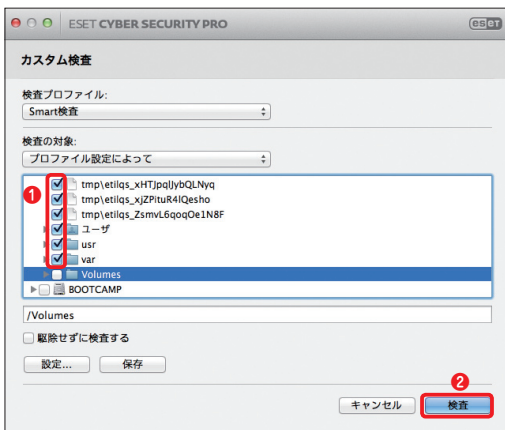 ESET CYBER SECURITY PRO
eset
カスタム検査
検査プロファイル:
Smart検査
検査の対象:
プロファイル設定によって
1
tmp\etilqs_xHTJpqlJybQLNyq
tmp\etilqs_xjZPituR4lQesho
tmp\etilqs_ZsmvL6qoqOe1N8F
ユーザ
usr
var
Volumes
BOOTCAMP
/Volumes
駆除せずに検査する
設定... 保存
2
キャンセル 検査